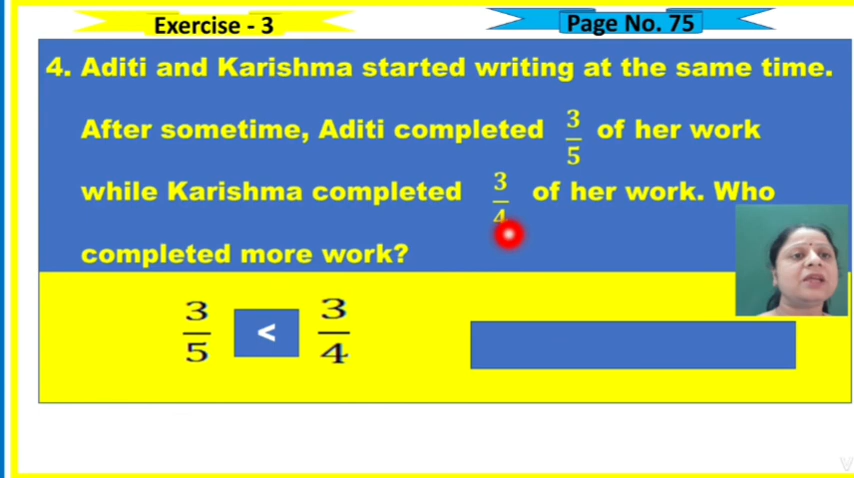 Exercise - 3
Page No. 75
4. Aditi and Karishma started writing at the same time.
After sometime, Aditi completed 3/5 of her work
while Karishma completed 3/4 of her work. Who
completed more work?
3/5 < 3/4